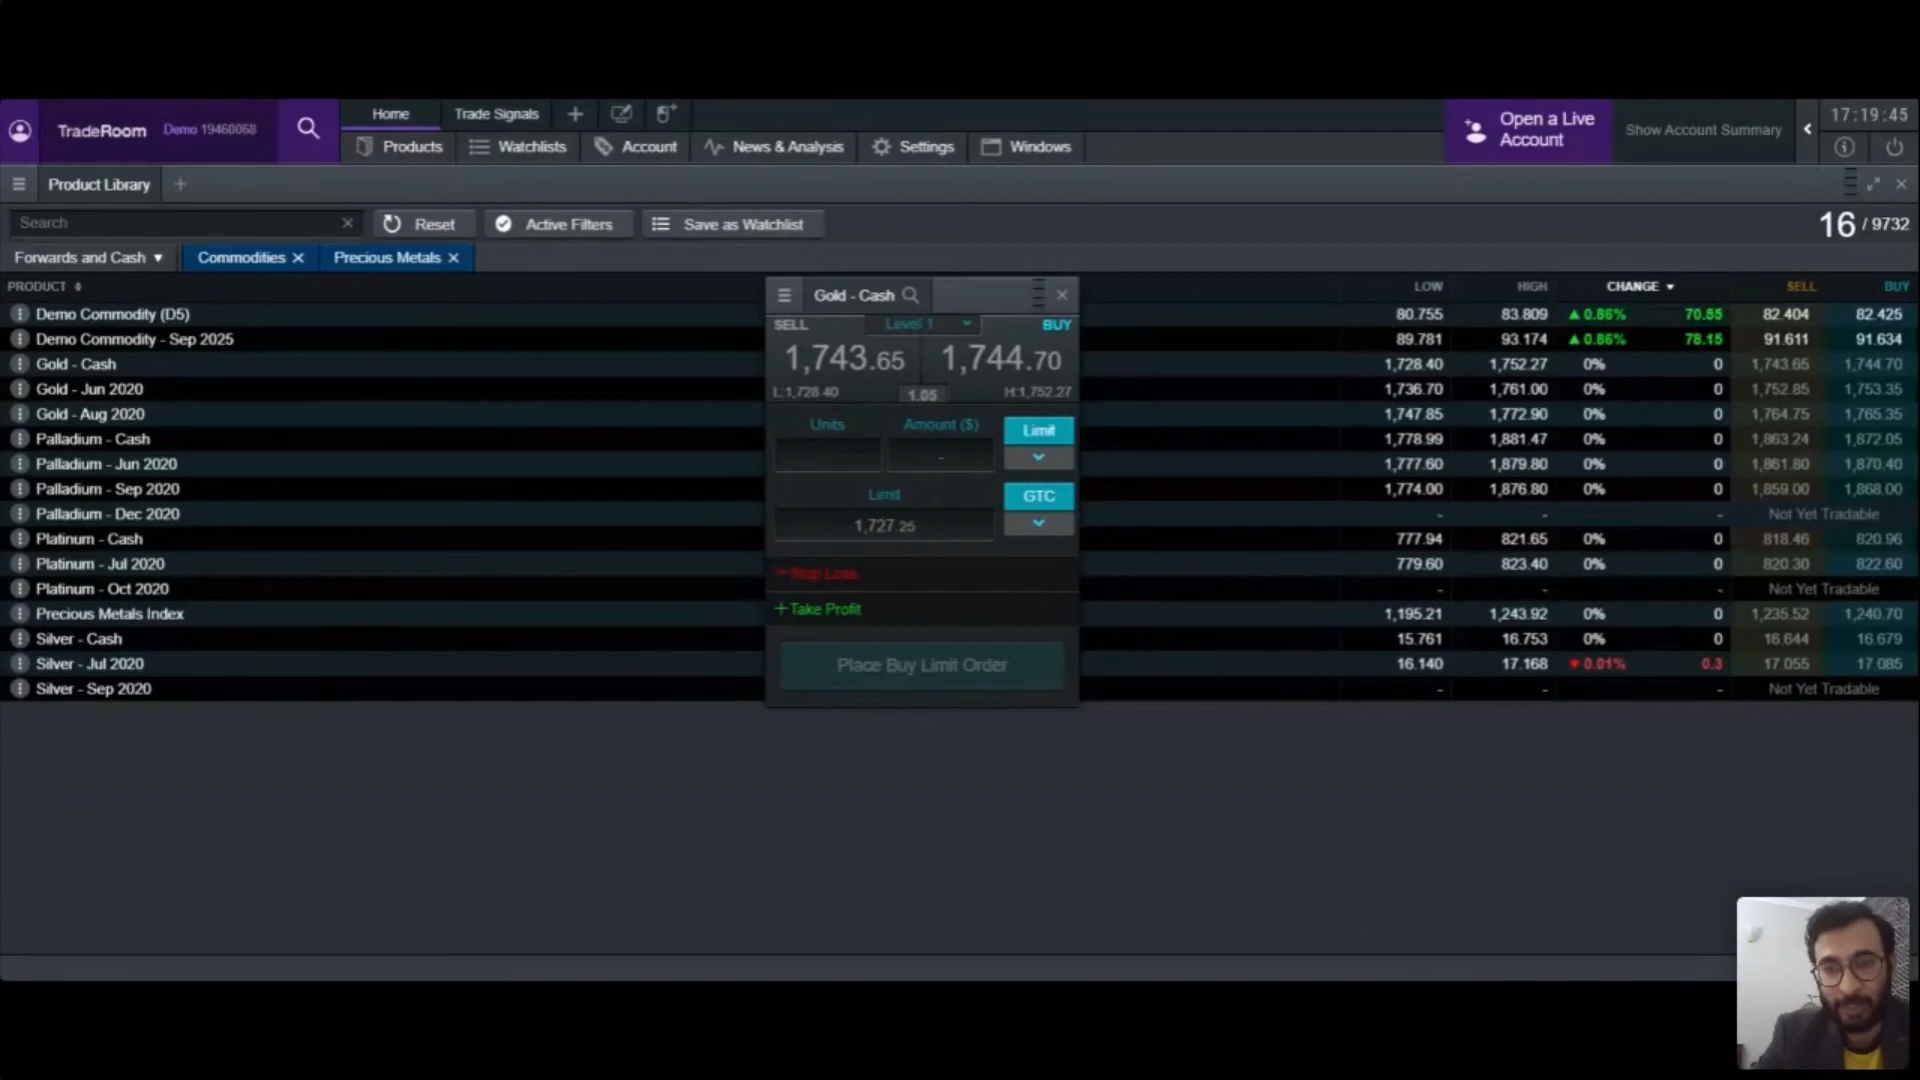 Home Trade Signals
TradeRoom Demo 19460068
Open a Live Account
Show Account Summary
17:19:45
Products Watchlists Account News & Analysis Settings Windows
Product Library
Search Reset Active Filters Save as Watchlist 16 / 9732
Forwards and Cash Commodities Precious Metals
PRODUCT LOW HIGH CHANGE SELL BUY
Demo Commodity (D5) 80.755 83.809 0.86% 70.65 82.404 82.425
Demo Commodity - Sep 2025 89.781 93.174 0.86% 78.15 91.611 91.634
Gold - Cash 1,728.40 1,752.27 0% 0 1,743.65 1,744.70
Gold - Jun 2020 1,736.70 1,761.00 0% 0 1,752.85 1,753.35
Gold - Aug 2020 1,747.85 1,772.90 0% 0 1,764.75 1,765.35
Palladium - Cash 1,778.99 1,881.47 0% 0 1,863.24 1,872.05
Palladium - Jun 2020 1,777.60 1,879.80 0% 0 1,861.80 1,870.40
Palladium - Sep 2020 1,774.00 1,876.80 0% 0 1,859.00 1,868.00
Palladium - Dec 2020 - - - Not Yet Tradable
Platinum - Cash 777.94 821.65 0% 0 818.46 820.96
Platinum - Jul 2020 779.60 823.40 0% 0 820.30 822.60
Platinum - Oct 2020 - - - Not Yet Tradable
Precious Metals Index 1,195.21 1,243.92 0% 0 1,235.52 1,240.70
Silver - Cash 15.761 16.753 0% 0 16.644 16.679
Silver - Jul 2020 16.140 17.168 0.01% 0.3 17.055 17.085
Silver - Sep 2020 - - - Not Yet Tradable
Gold - Cash
SELL Level 1 BUY
1,743.65 1,744.70
L:1,728.40 1.05 H:1,752.27
Units Amount ($) Limit
-
Limit GTC
1,727.25
Stop Loss
+Take Profit
Place Buy Limit Order